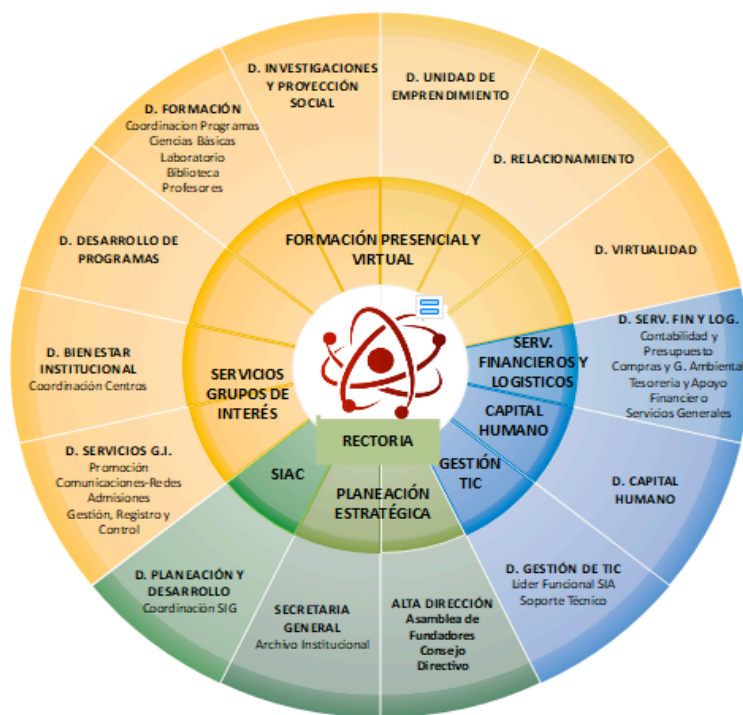 D. INVESTIGACIONES
Y PROYECCIÓN
SOCIAL
D. UNIDAD DE
EMPRENDIMIENTO
D. RELACIONAMIENTO
D. VIRTUALIDAD
D. SERV. FIN Y LOG.
Contabilidad y
Presupuesto
Compras y G. Ambiental
Tesoreria y Apoyo
Financiero
Servicios Generales
D. CAPITAL
HUMANO
D. GESTIÓN DE TIC
Lider Funcional SIA
Soporte Técnico
ALTA DIRECCIÓN
Asamblea de
Fundadores
Consejo
Directivo
SECRETARIA
GENERAL
Archivo Institucional
D. PLANEACIÓN Y
DESARROLLO
Coordinación SIG
D. SERVICIOS G.I.
Promoción
Comunicaciones-Redes
Admisiones
Gestión, Registro y
Control
D. BIENESTAR
INSTITUCIONAL
Coordinación Centros
D. DESARROLLO DE
PROGRAMAS
D. FORMACIÓN
Coordinacion Programas
Ciencias Básicas
Laboratorio
Biblioteca
Profesores
FORMACIÓN PRESENCIAL Y
VIRTUAL
SERV.
FINANCIEROS Y
LOGISTICOS
CAPITAL
HUMANO
GESTIÓN
TIC
PLANEACIÓN
ESTRATÉGICA
SIAC
SERVICIOS
GRUPOS DE
INTERÉS
RECTORIA